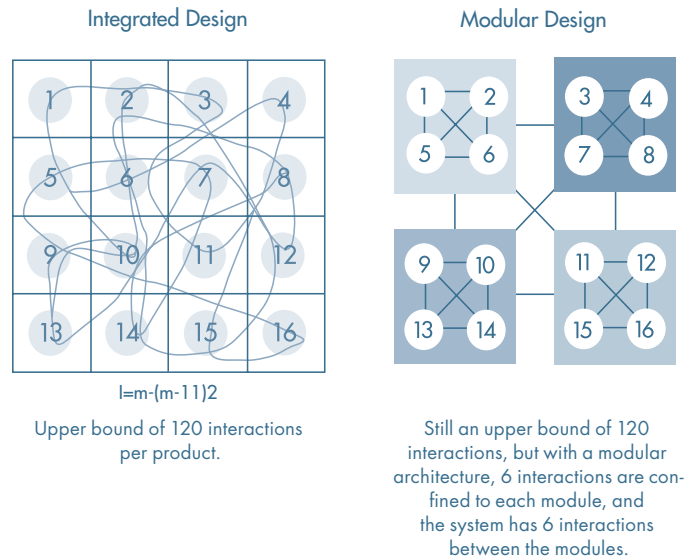 Integrated Design
Modular Design
1 2 3 4
5 6 7 8
9 10 11 12
13 14 15 16
1 2
5 6
3 4
7 8
9 10
13 14
11 12
15 16
I=m-(m-11)2
Upper bound of 120 interactions
per product.
Still an upper bound of 120
interactions, but with a modular
architecture, 6 interactions are con-
fined to each module, and
the system has 6 interactions
between the modules.